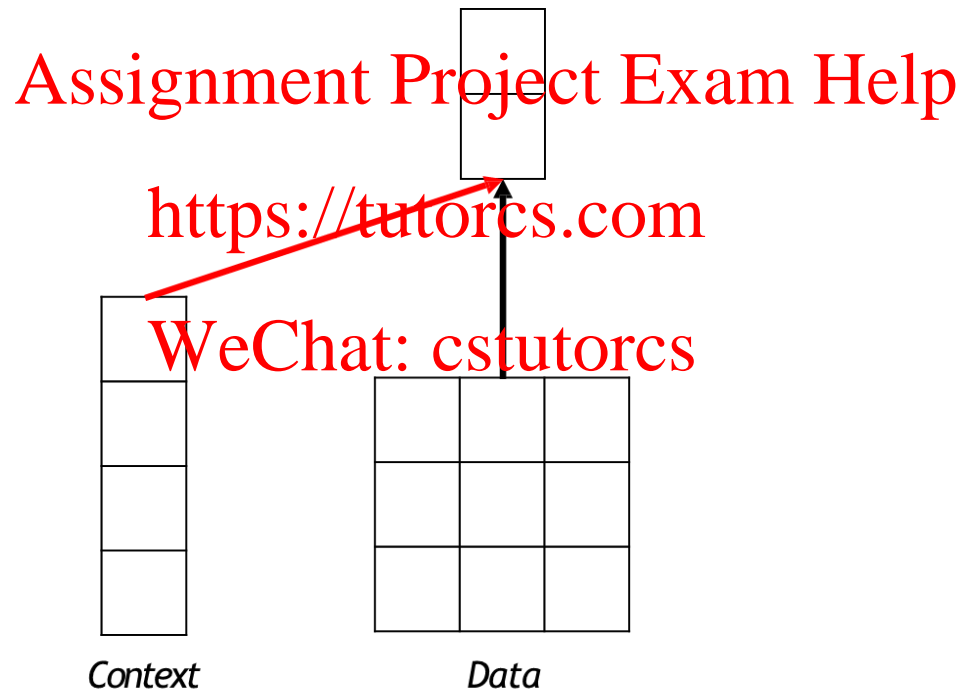 Assignment Project Exam Help
https://tutorcs.com
WeChat: cstutorcs
Context
Data